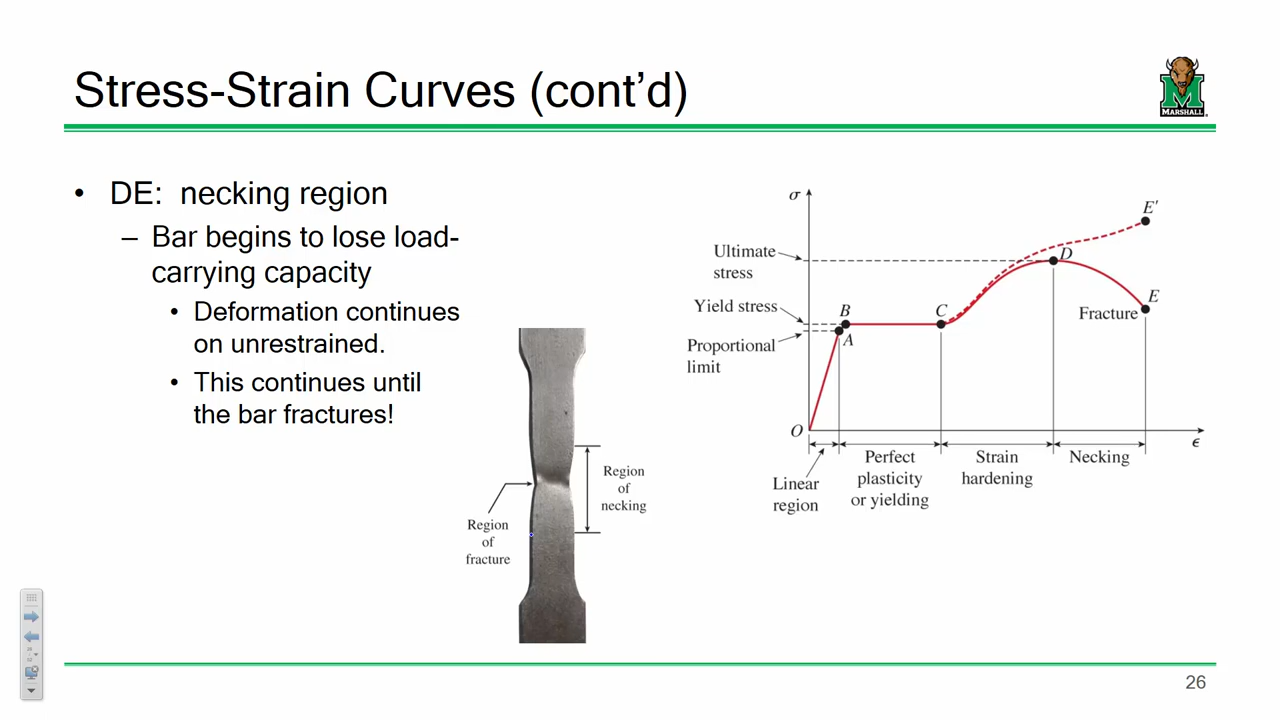 Stress-Strain Curves (cont’d)
MARSHALL
• DE: necking region
– Bar begins to lose load-
carrying capacity
• Deformation continues
on unrestrained.
• This continues until
the bar fractures!
Region
of
necking
Region
of
fracture
σ
E'
Ultimate
stress
D
Yield stress
B
C
E
Fracture
A
Proportional
limit
O
ϵ
Linear
region
Perfect
plasticity
or yielding
Strain
hardening
Necking
26